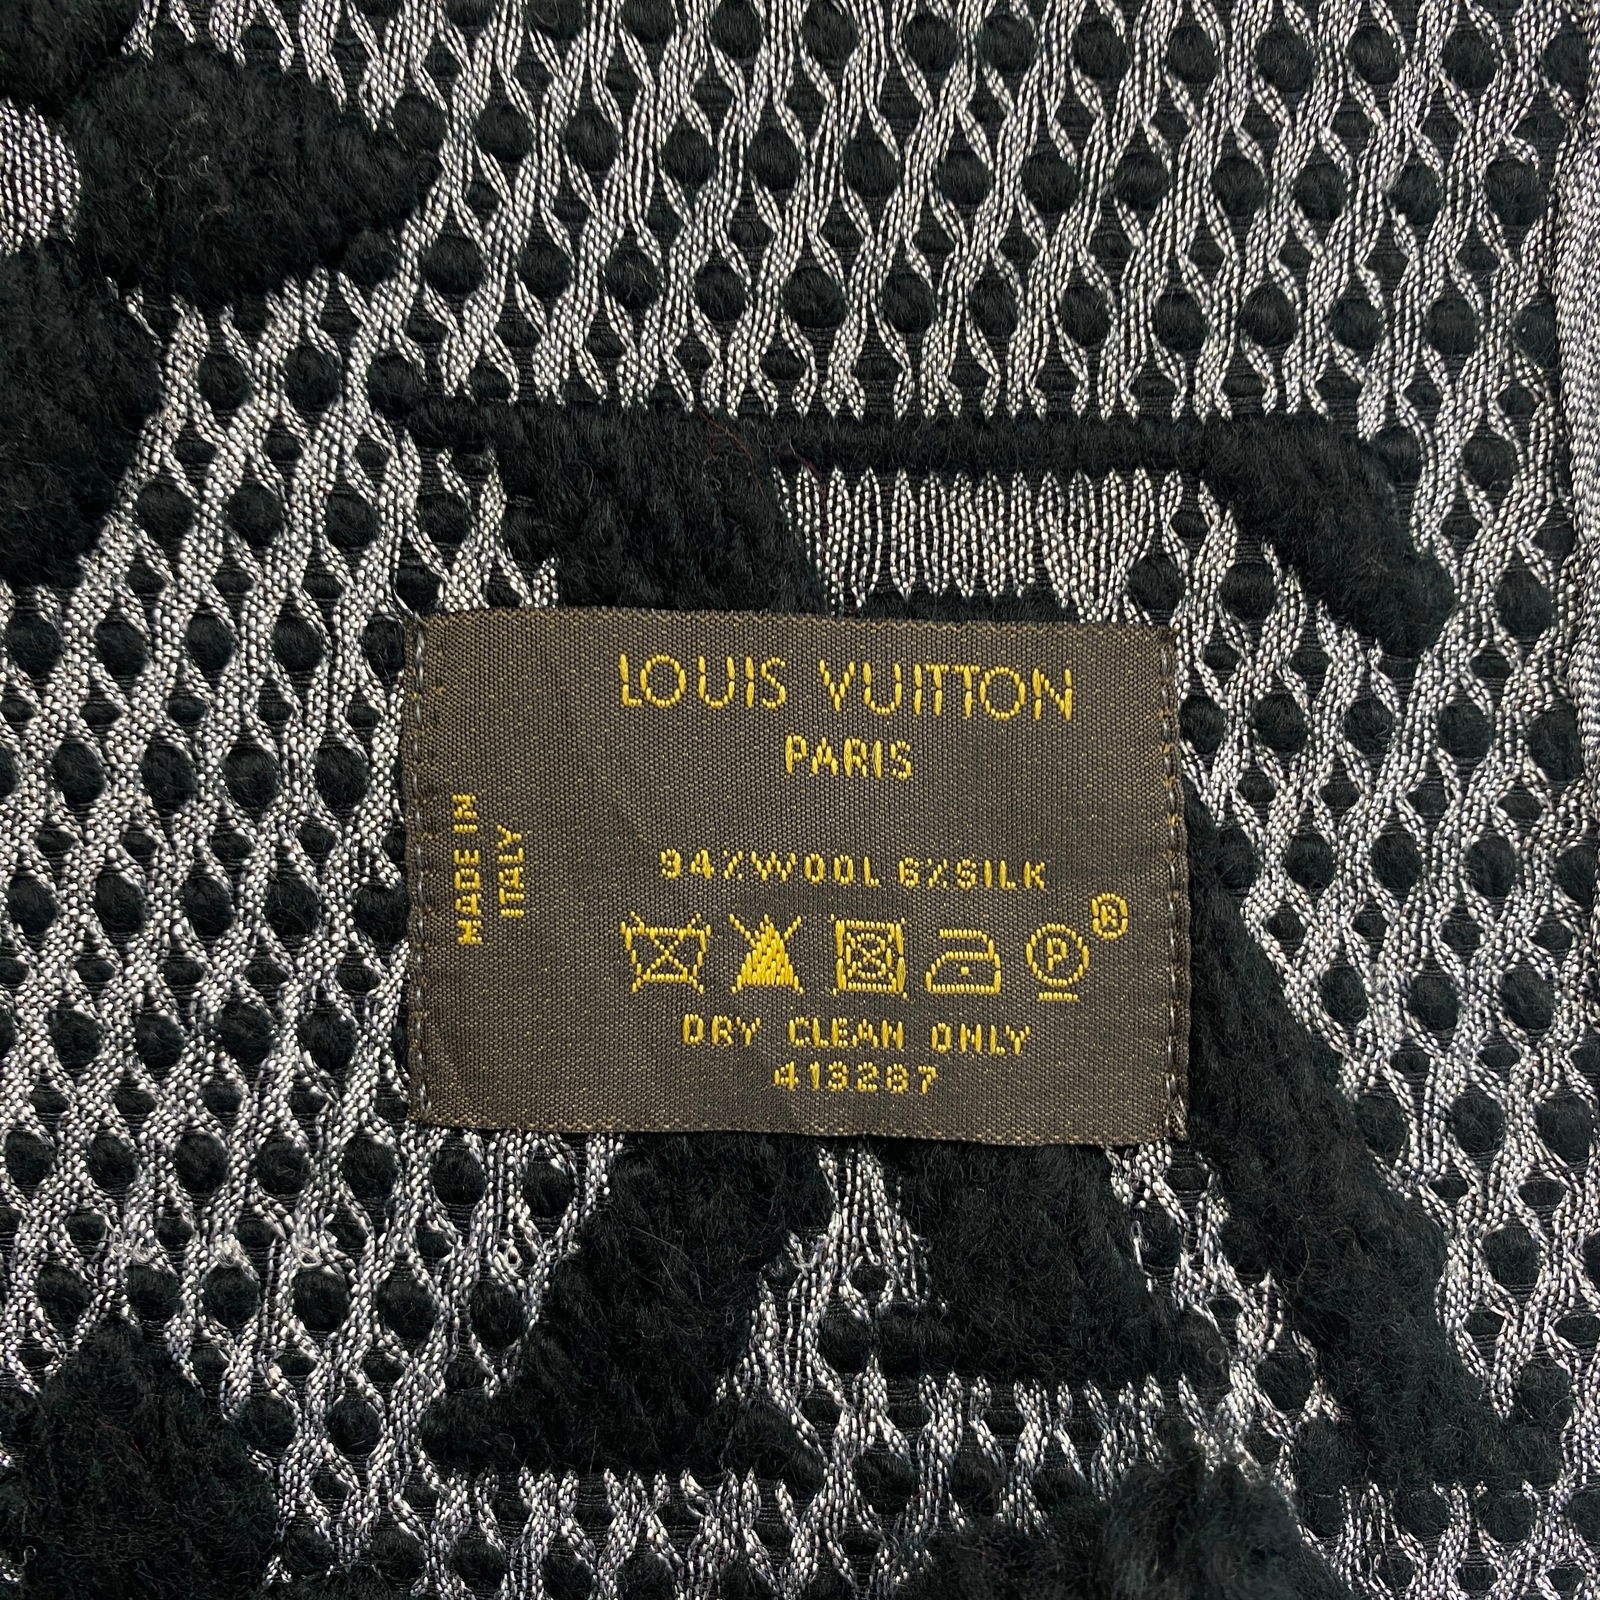 LOUIS VUITTON
PARIS
MADE IN
ITALY
94%WOOL 6%SILK
P
®
DRY CLEAN ONLY
413287